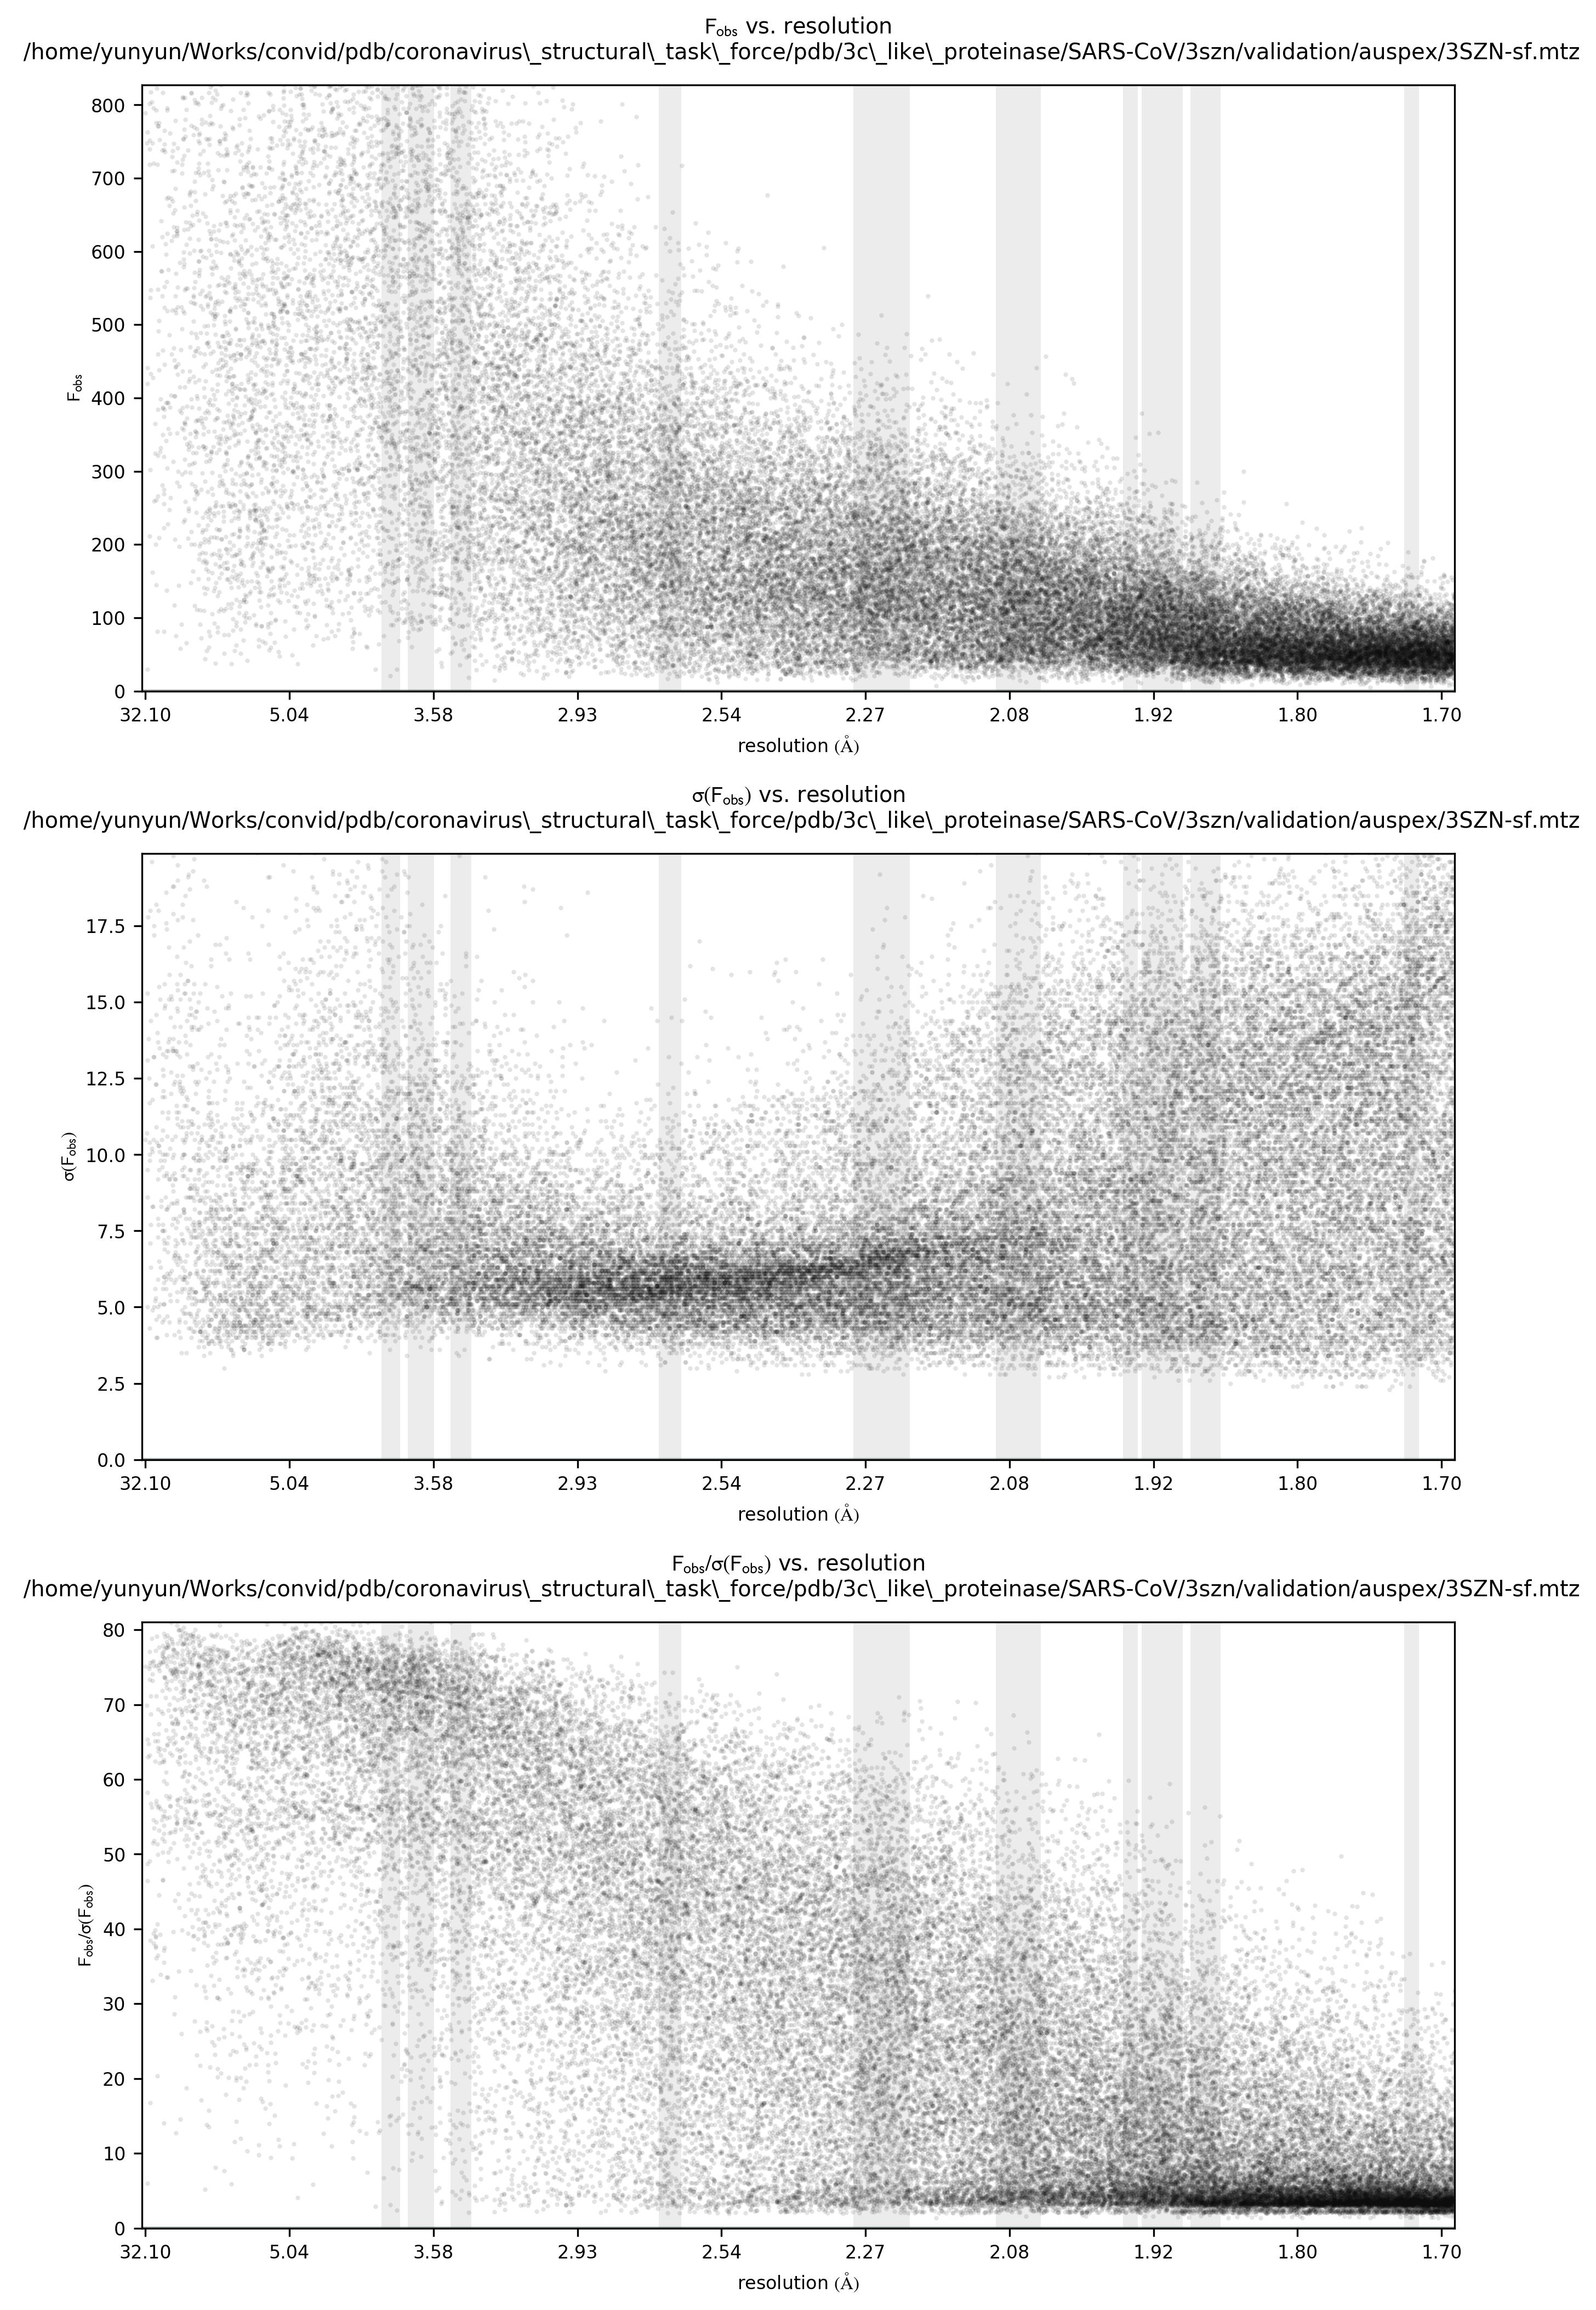 F_obs vs. resolution
/home/yunyun/Works/convid/pdb/coronavirus\_structural\_task\_force/pdb/3c\_like\_proteinase/SARS-CoV/3szn/validation/auspex/3SZN-sf.mtz
800
700
600
500
400
300
200
100
0
F_obs
32.10 5.04 3.58 2.93 2.54 2.27 2.08 1.92 1.80 1.70
resolution (Å)
σ(F_obs) vs. resolution
/home/yunyun/Works/convid/pdb/coronavirus\_structural\_task\_force/pdb/3c\_like\_proteinase/SARS-CoV/3szn/validation/auspex/3SZN-sf.mtz
17.5
15.0
12.5
10.0
7.5
5.0
2.5
0.0
σ(F_obs)
32.10 5.04 3.58 2.93 2.54 2.27 2.08 1.92 1.80 1.70
resolution (Å)
F_obs/σ(F_obs) vs. resolution
/home/yunyun/Works/convid/pdb/coronavirus\_structural\_task\_force/pdb/3c\_like\_proteinase/SARS-CoV/3szn/validation/auspex/3SZN-sf.mtz
80
70
60
50
40
30
20
10
0
F_obs/σ(F_obs)
32.10 5.04 3.58 2.93 2.54 2.27 2.08 1.92 1.80 1.70
resolution (Å)